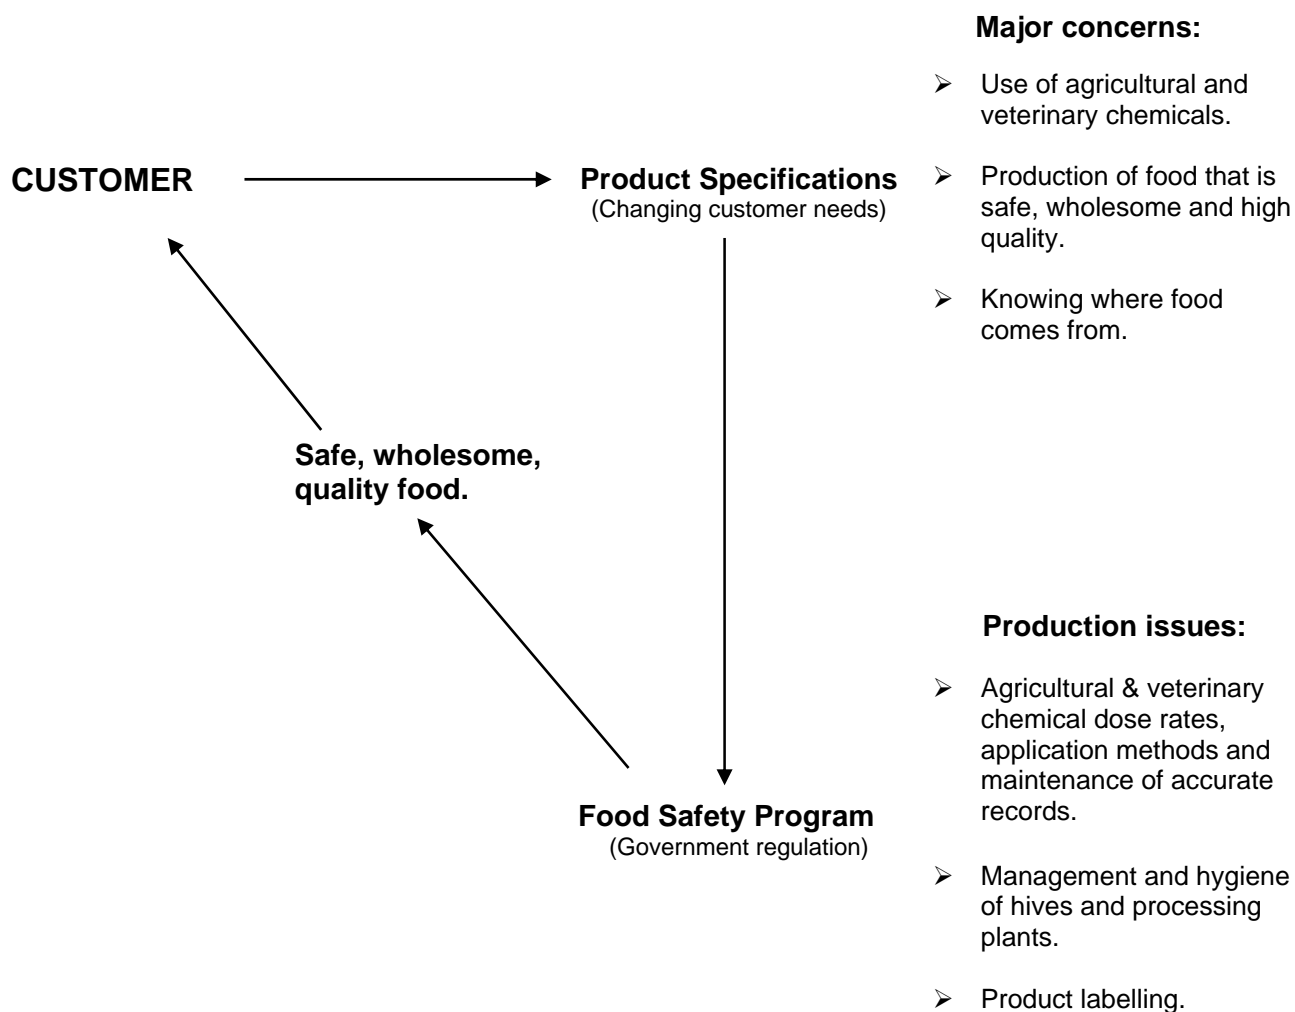 Major concerns:
➢ Use of agricultural and
veterinary chemicals.
CUSTOMER
Product Specifications
(Changing customer needs)
➢ Production of food that is
safe, wholesome and high
quality.
➢ Knowing where food
comes from.
Safe, wholesome,
quality food.
Food Safety Program
(Government regulation)
Production issues:
➢ Agricultural & veterinary
chemical dose rates,
application methods and
maintenance of accurate
records.
➢ Management and hygiene
of hives and processing
plants.
➢ Product labelling.